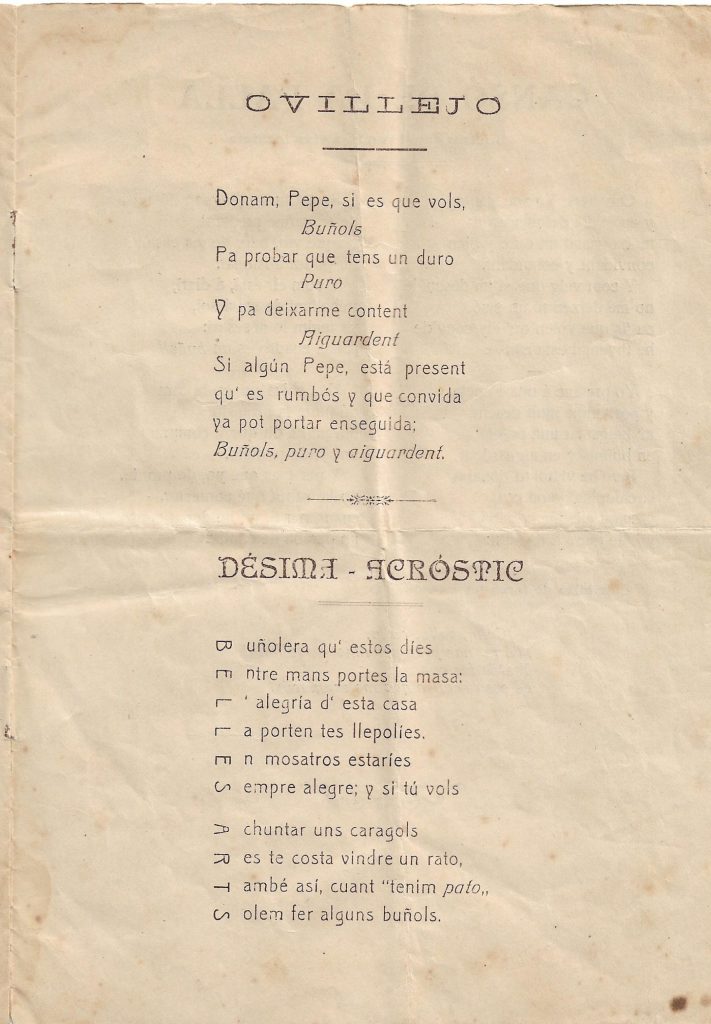 OVILLEJO
Donam, Pepe, si es que vols,
Buñols
Pa probar que tens un duro
Puro
Y pa deixarme content
Aiguardent
Si algún Pepe, está present
qu' es rumbós y que convida
ya pot portar enseguida;
Buñols, puro y aiguardent.
DÉSIMA - ACRÓSTIC
B uñolera qu' estos díes
E ntre mans portes la masa:
L ' alegría d' esta casa
L a porten tes llepolíes.
E n mosatros estaríes
S empre alegre; y si tú vols
A chuntar uns caragols
R es te costa vindre un rato,
T ambé así, cuant "tenim pato„
S olem fer alguns buñols.